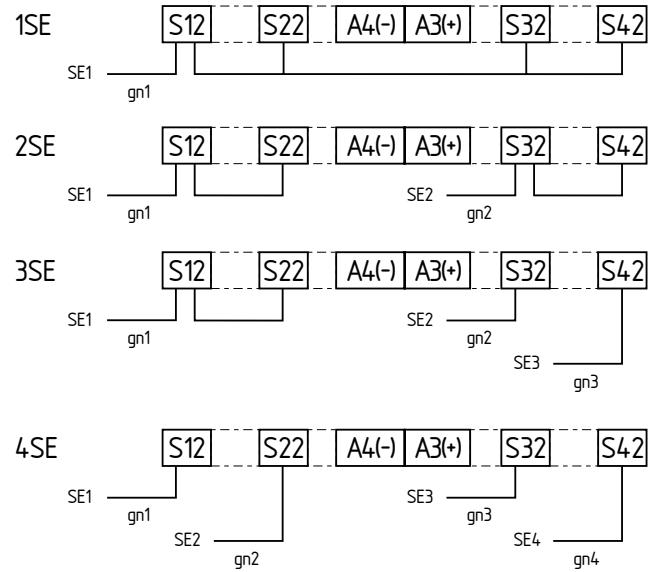 1SE S12 S22 A4(-) A3(+) S32 S42
SE1
gn1
2SE S12 S22 A4(-) A3(+) S32 S42
SE1 SE2
gn1 gn2
3SE S12 S22 A4(-) A3(+) S32 S42
SE1 SE2
gn1 gn2
SE3
gn3
4SE S12 S22 A4(-) A3(+) S32 S42
SE1 SE3
gn1 gn3
SE2 SE4
gn2 gn4